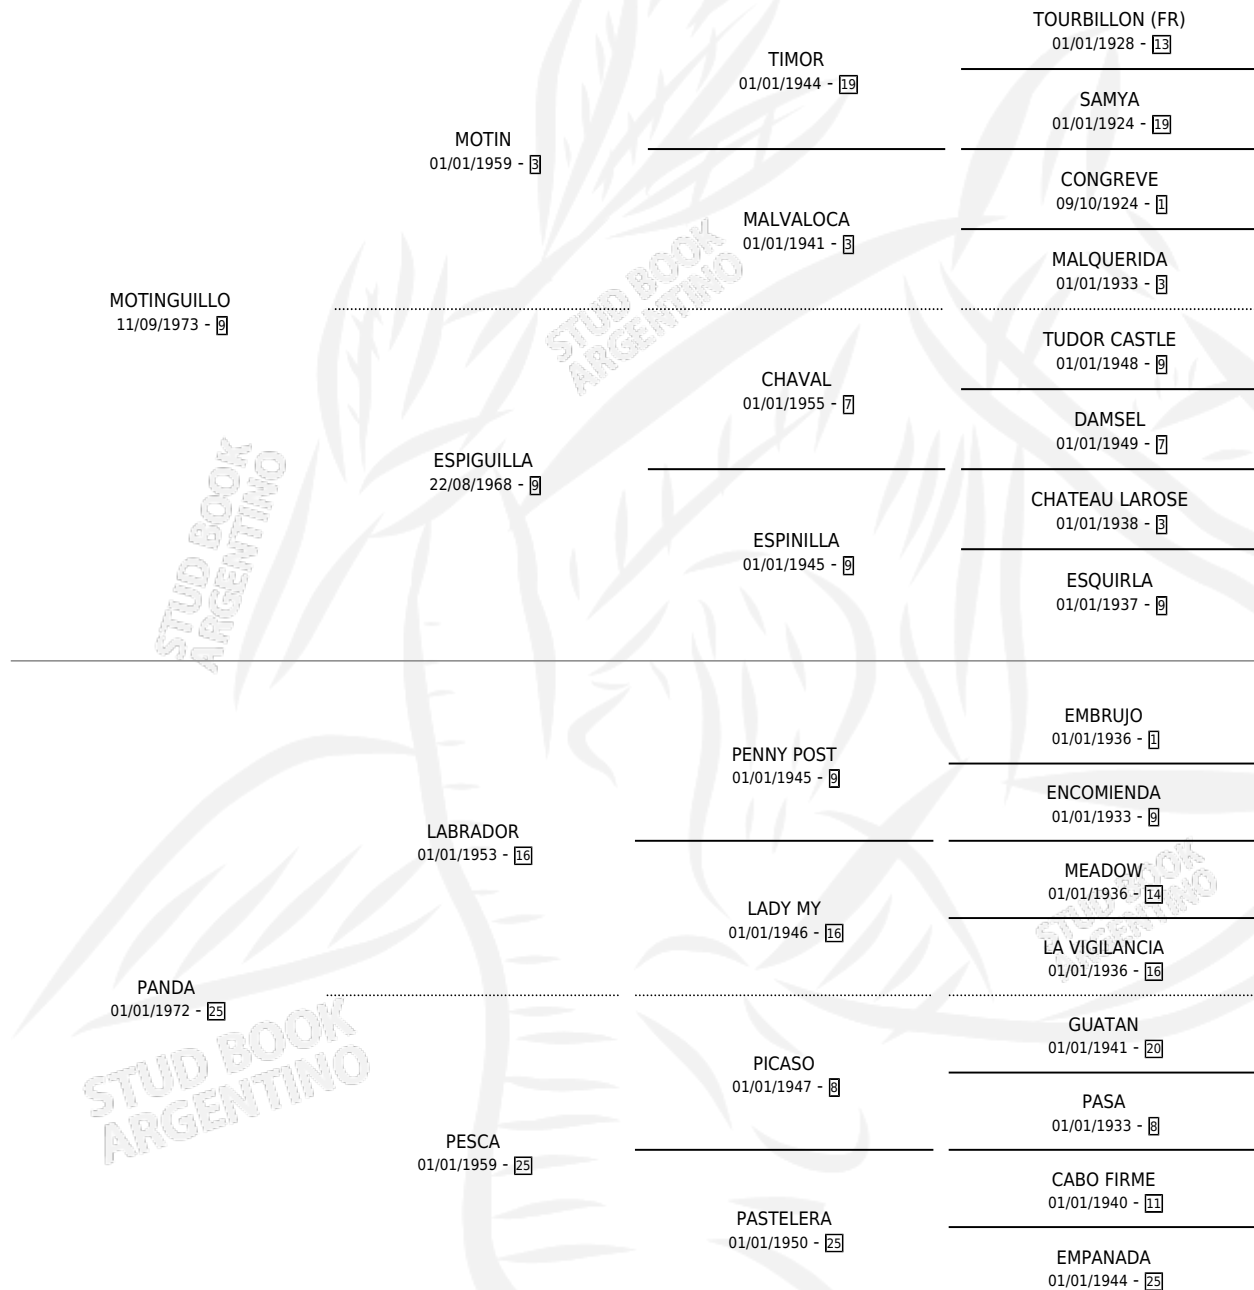 TOURBILLON (FR)
01/01/1928 - 13
TIMOR
01/01/1944 - 19
SAMYA
01/01/1924 - 19
MOTIN
01/01/1959 - 3
CONGREVE
09/10/1924 - 1
MALVALOCA
01/01/1941 - 3
MALQUERIDA
01/01/1933 - 3
MOTINGUILLO
11/09/1973 - 9
TUDOR CASTLE
01/01/1948 - 9
CHAVAL
01/01/1955 - 7
DAMSEL
01/01/1949 - 7
ESPIGUILLA
22/08/1968 - 9
CHATEAU LAROSE
01/01/1938 - 3
ESPINILLA
01/01/1945 - 9
ESQUIRLA
01/01/1937 - 9
EMBRUJO
01/01/1936 - 1
PENNY POST
01/01/1945 - 9
ENCOMIENDA
01/01/1933 - 9
LABRADOR
01/01/1953 - 16
MEADOW
01/01/1936 - 14
LADY MY
01/01/1946 - 16
LA VIGILANCIA
01/01/1936 - 16
PANDA
01/01/1972 - 25
GUATAN
01/01/1941 - 20
PICASO
01/01/1947 - 8
PASA
01/01/1933 - 8
PESCA
01/01/1959 - 25
CABO FIRME
01/01/1940 - 11
PASTELERA
01/01/1950 - 25
EMPANADA
01/01/1944 - 25
STUD BOOK
ARGENTINO
STUD BOOK
ARGENTINO
STUD BOOK
ARGENTINO
STUD BOOK
ARGENTINO